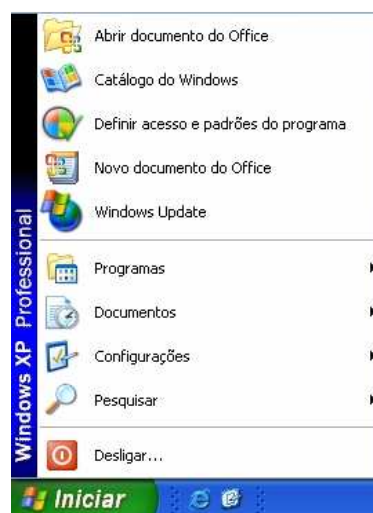 Abrir documento do Office
Catálogo do Windows
Definir acesso e padrões do programa
Novo documento do Office
Windows Update
Programas
Documentos
Configurações
Pesquisar
Desligar...
Windows XP Professional
Iniciar